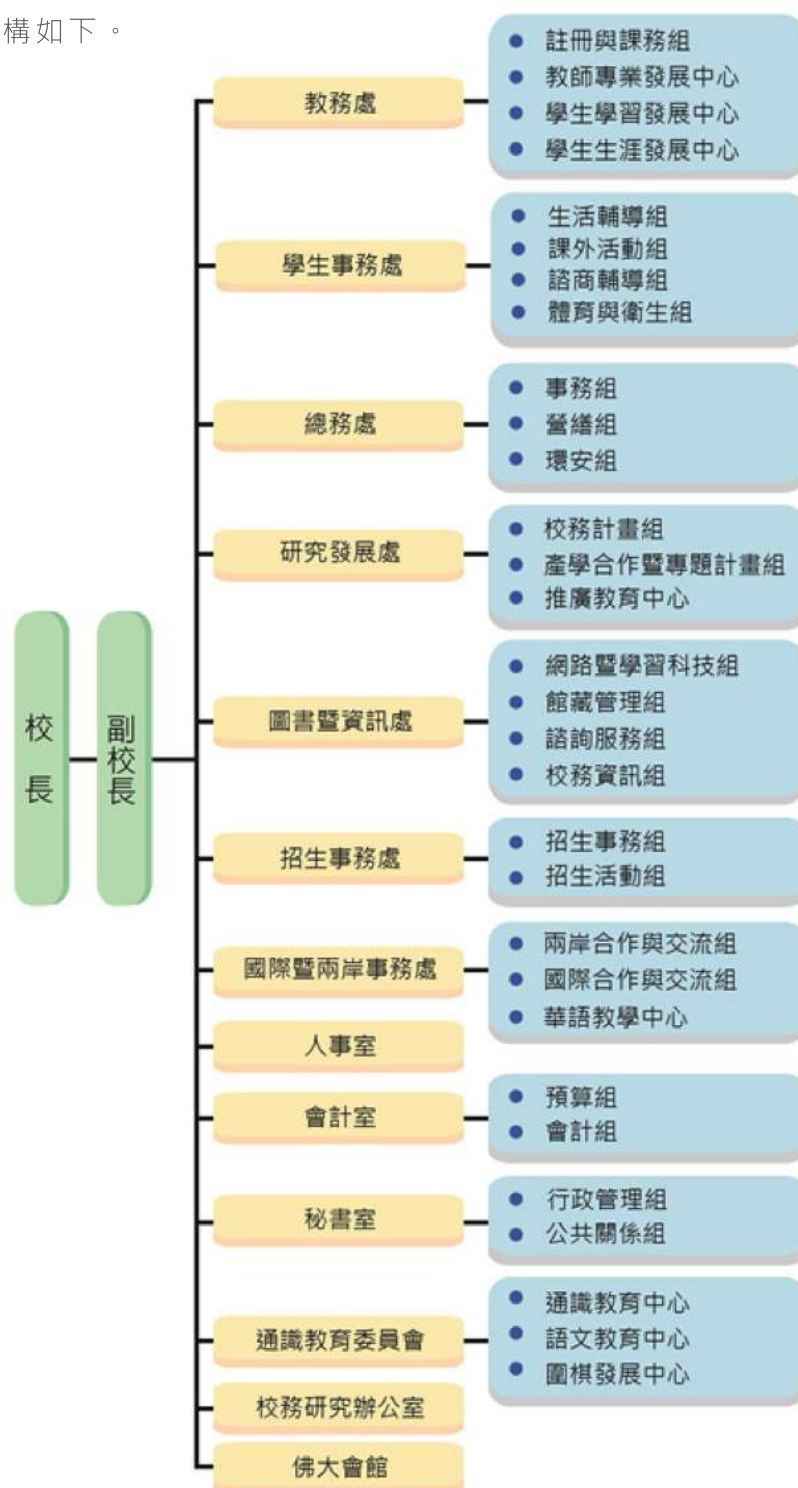 構如下。
校長
副校長
教務處
註冊與課務組
教師專業發展中心
學生學習發展中心
學生生涯發展中心
學生事務處
生活輔導組
課外活動組
諮商輔導組
體育與衛生組
總務處
事務組
營繕組
環安組
研究發展處
校務計畫組
產學合作暨專題計畫組
推廣教育中心
圖書暨資訊處
網路暨學習科技組
館藏管理組
諮詢服務組
校務資訊組
招生事務處
招生事務組
招生活動組
國際暨兩岸事務處
兩岸合作與交流組
國際合作與交流組
華語教學中心
人事室
會計室
預算組
會計組
秘書室
行政管理組
公共關係組
通識教育委員會
通識教育中心
語文教育中心
圍棋發展中心
校務研究辦公室
佛大會館